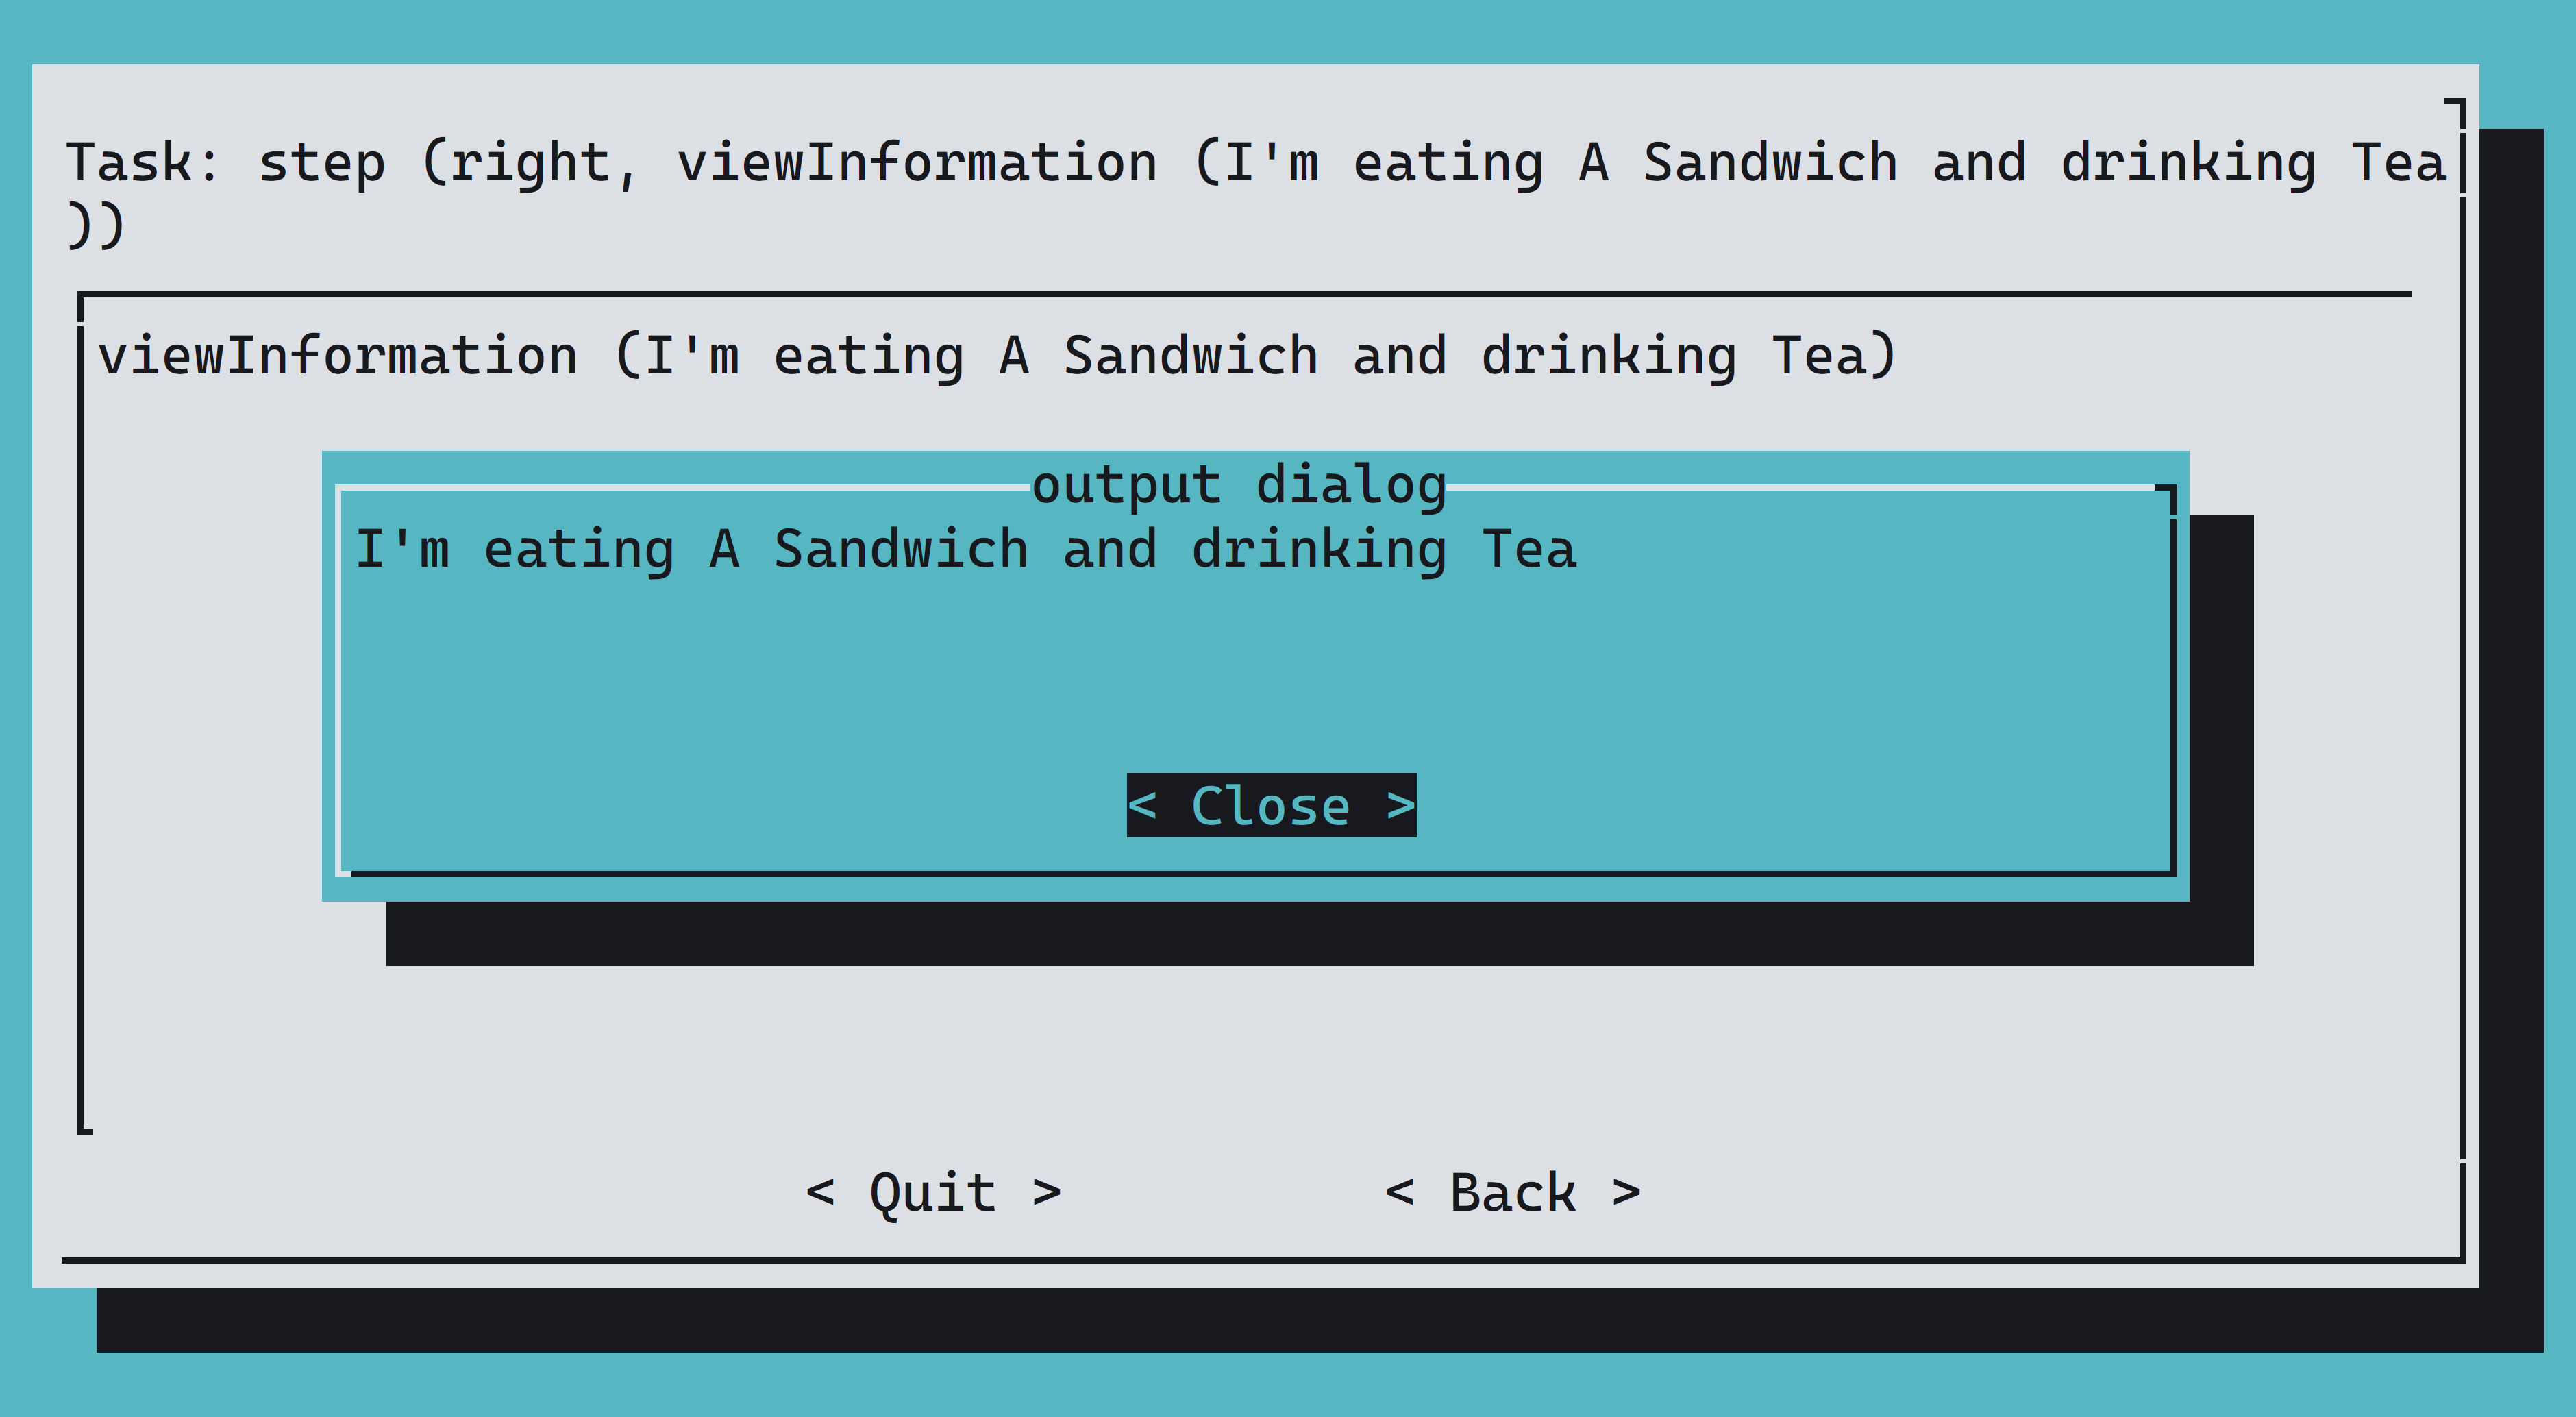 Task: step (right, viewInformation (I'm eating A Sandwich and drinking Tea
))
viewInformation (I'm eating A Sandwich and drinking Tea)
output dialog
I'm eating A Sandwich and drinking Tea
< Close >
< Quit > < Back >